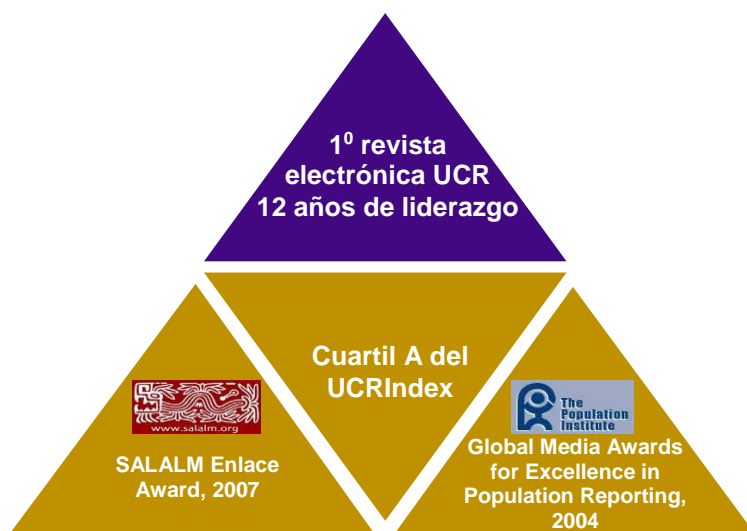 1⁰ revista
electrónica UCR
12 años de liderazgo
Cuartil A del
UCRIndex
www.salalm.org
SALALM Enlace
Award, 2007
The
Population
Institute
Global Media Awards
for Excellence in
Population Reporting,
2004